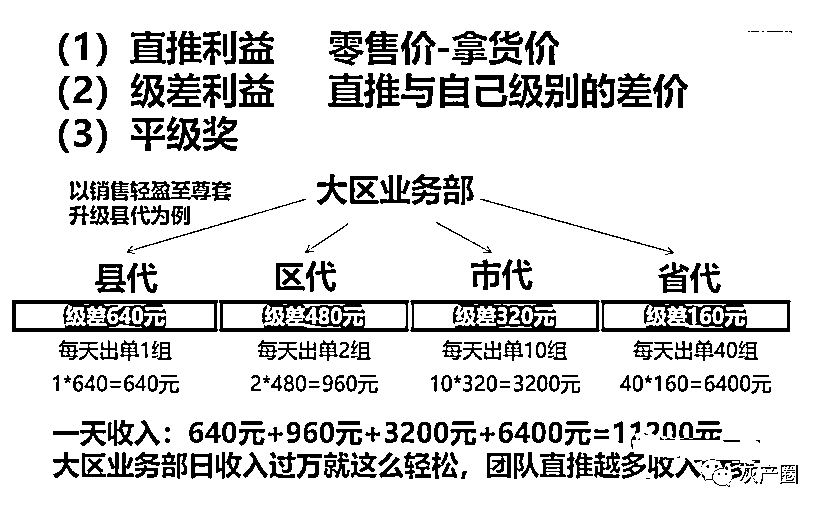 （1）直推利益 零售价-拿货价
（2）级差利益 直推与自己级别的差价
（3）平级奖
以销售轻盈至尊套
升级县代为例
大区业务部
县代 区代 市代 省代
级差640元 级差480元 级差320元 级差160元
每天出单1组 每天出单2组 每天出单10组 每天出单40组
1*640=640元 2*480=960元 10*320=3200元 40*160=6400元
一天收入：640元+960元+3200元+6400元=11200元
大区业务部日收入过万就这么轻松，团队直推越多收入
灰产圈